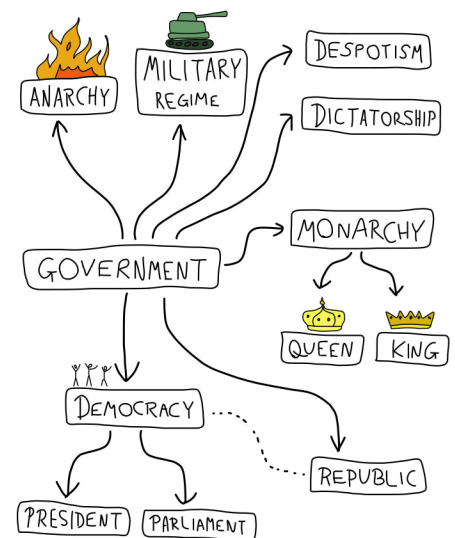 DESPOTISM
MILITARY
REGIME
ANARCHY
DICTATORSHIP
MONARCHY
GOVERNMENT
QUEEN
KING
DEMOCRACY
REPUBLIC
PRESIDENT
PARLIAMENT